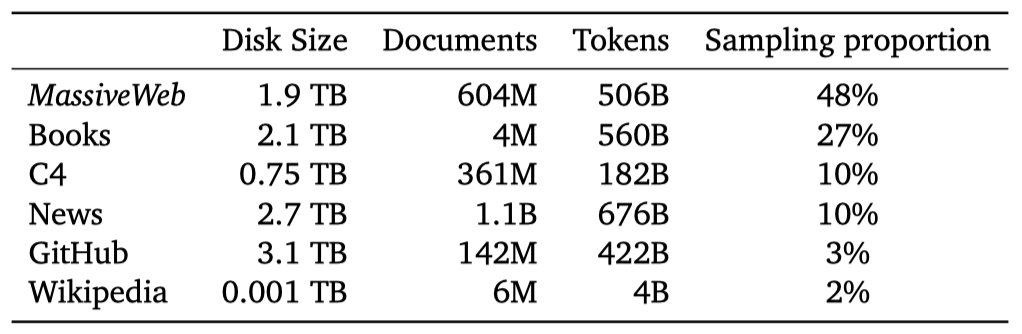 Disk Size Documents Tokens Sampling proportion
MassiveWeb 1.9 TB 604M 506B 48%
Books 2.1 TB 4M 560B 27%
C4 0.75 TB 361M 182B 10%
News 2.7 TB 1.1B 676B 10%
GitHub 3.1 TB 142M 422B 3%
Wikipedia 0.001 TB 6M 4B 2%